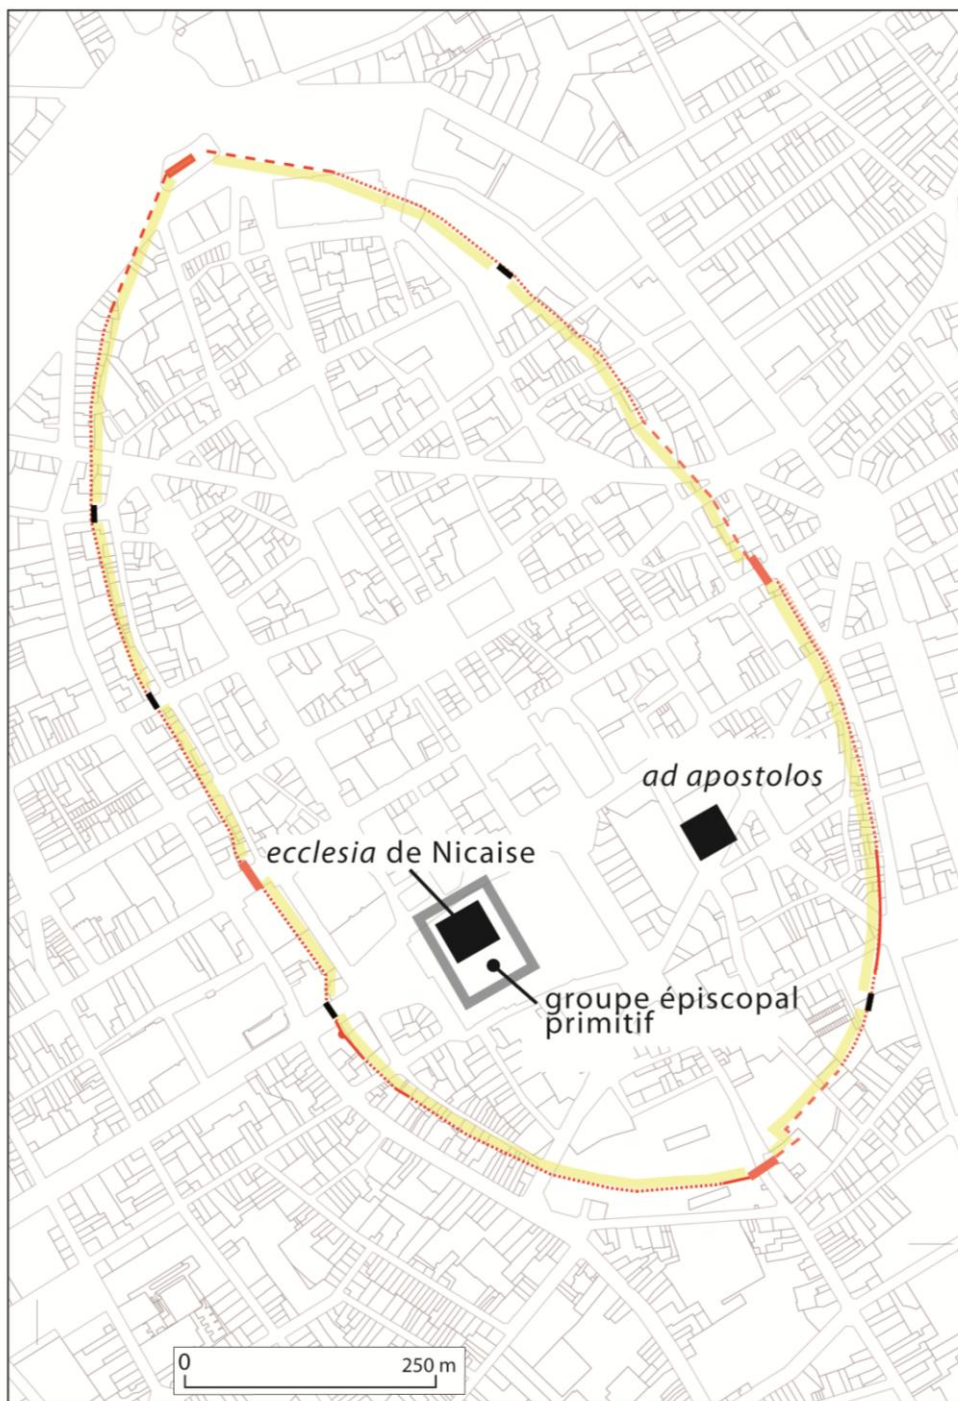 ad apostolos
ecclesia de Nicaise
groupe épiscopal
primitif
0 250 m